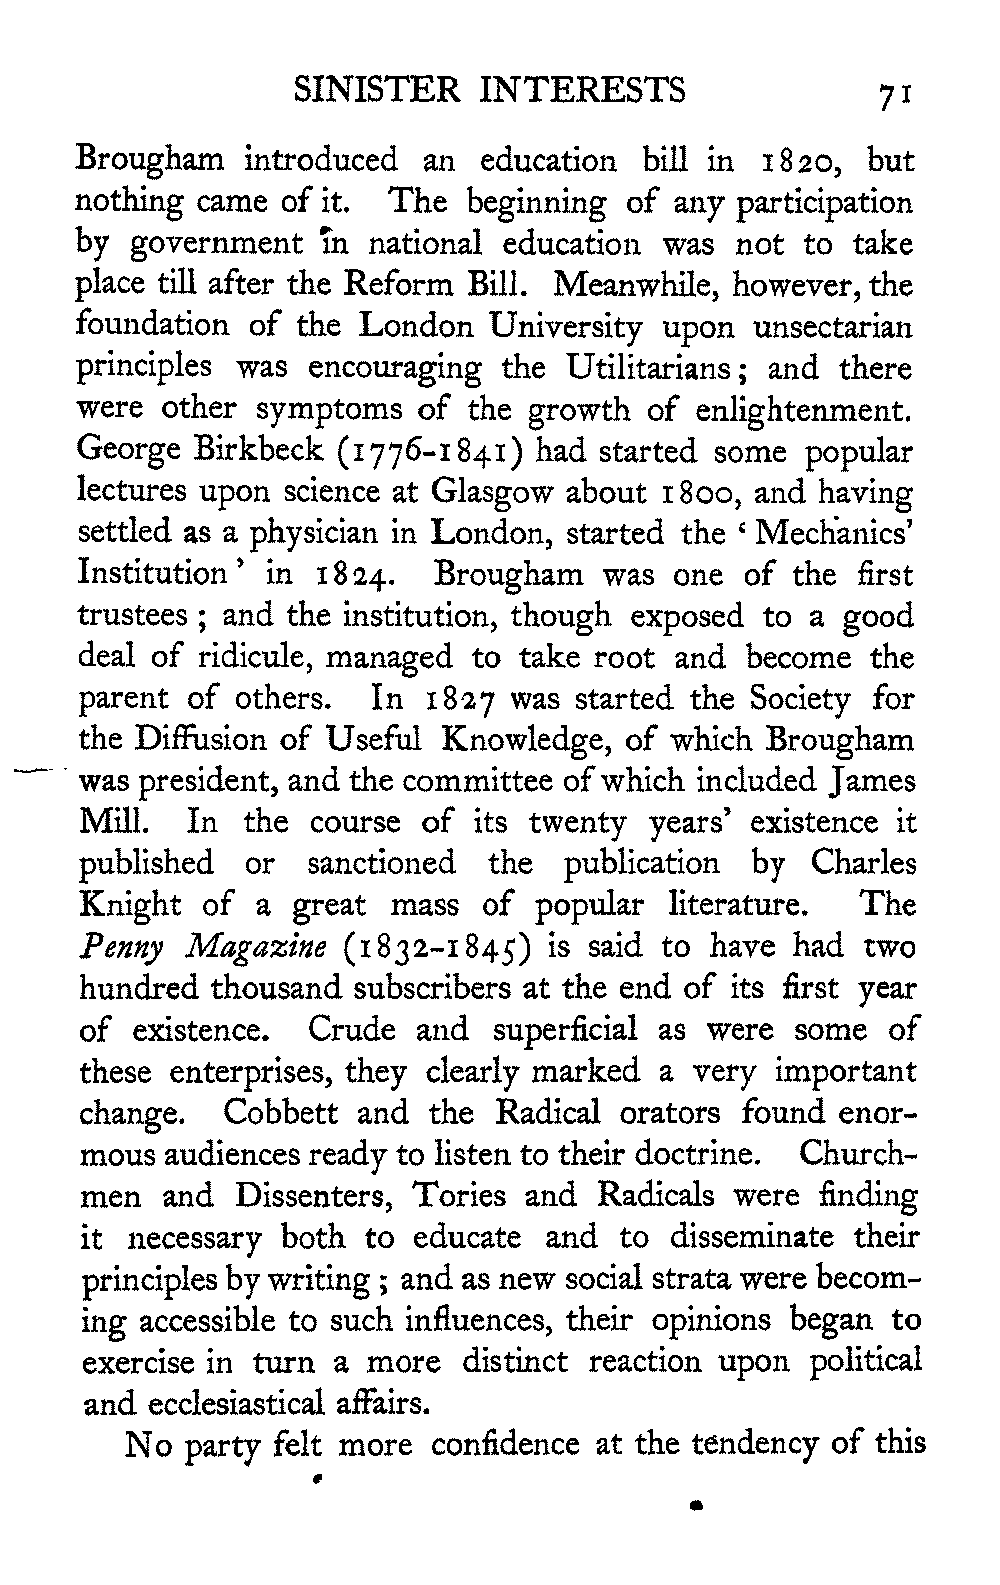 SINISTER INTERESTS 71
Brougham introduced an education bill in 1820, but
nothing came of it. The beginning of any participation
by government in national education was not to take
place till after the Reform Bill. Meanwhile, however, the
foundation of the London University upon unsectarian
principles was encouraging the Utilitarians; and there
were other symptoms of the growth of enlightenment.
George Birkbeck (1776-1841) had started some popular
lectures upon science at Glasgow about 1800, and having
settled as a physician in London, started the ‘Mechanics’
Institution’ in 1824. Brougham was one of the first
trustees; and the institution, though exposed to a good
deal of ridicule, managed to take root and become the
parent of others. In 1827 was started the Society for
the Diffusion of Useful Knowledge, of which Brougham
was president, and the committee of which included James
Mill. In the course of its twenty years’ existence it
published or sanctioned the publication by Charles
Knight of a great mass of popular literature. The
Penny Magazine (1832-1845) is said to have had two
hundred thousand subscribers at the end of its first year
of existence. Crude and superficial as were some of
these enterprises, they clearly marked a very important
change. Cobbett and the Radical orators found enor-
mous audiences ready to listen to their doctrine. Church-
men and Dissenters, Tories and Radicals were finding
it necessary both to educate and to disseminate their
principles by writing; and as new social strata were becom-
ing accessible to such influences, their opinions began to
exercise in turn a more distinct reaction upon political
and ecclesiastical affairs.
No party felt more confidence at the tendency of this